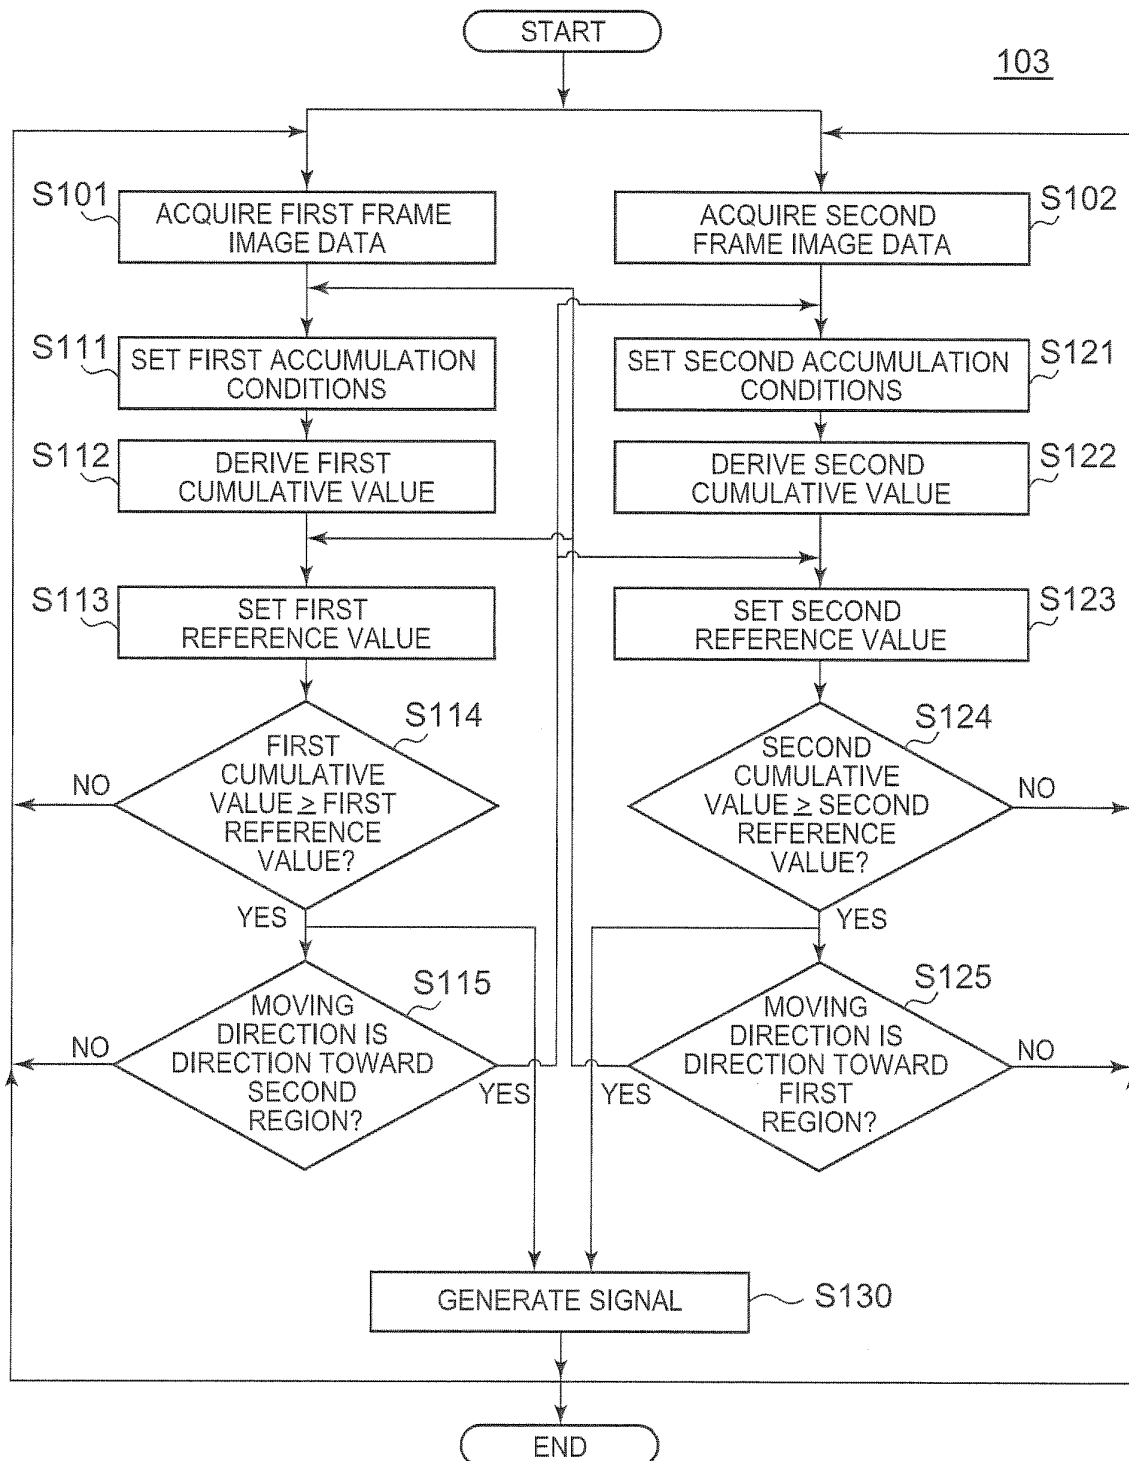 START
103
S101
ACQUIRE FIRST FRAME
IMAGE DATA
ACQUIRE SECOND
FRAME IMAGE DATA
S102
S111
SET FIRST ACCUMULATION
CONDITIONS
SET SECOND ACCUMULATION
CONDITIONS
S121
S112
DERIVE FIRST
CUMULATIVE VALUE
DERIVE SECOND
CUMULATIVE VALUE
S122
S113
SET FIRST
REFERENCE VALUE
SET SECOND
REFERENCE VALUE
S123
S114
FIRST
CUMULATIVE
VALUE ≥ FIRST
REFERENCE
VALUE?
NO
YES
S124
SECOND
CUMULATIVE
VALUE ≥ SECOND
REFERENCE
VALUE?
NO
YES
S115
MOVING
DIRECTION IS
DIRECTION TOWARD
SECOND
REGION?
NO
YES
S125
MOVING
DIRECTION IS
DIRECTION TOWARD
FIRST
REGION?
NO
YES
GENERATE SIGNAL
S130
END